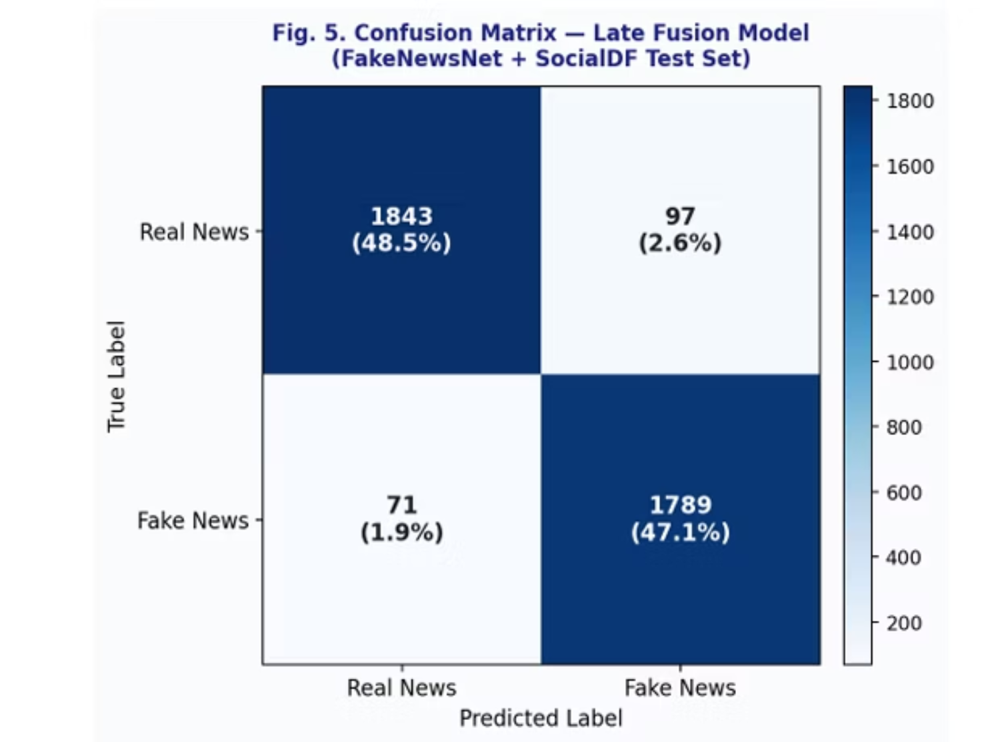 Fig. 5. Confusion Matrix — Late Fusion Model
(FakeNewsNet + SocialDF Test Set)
True Label
Real News
Fake News
1843
(48.5%)
97
(2.6%)
71
(1.9%)
1789
(47.1%)
Real News
Fake News
Predicted Label
1800
1600
1400
1200
1000
800
600
400
200